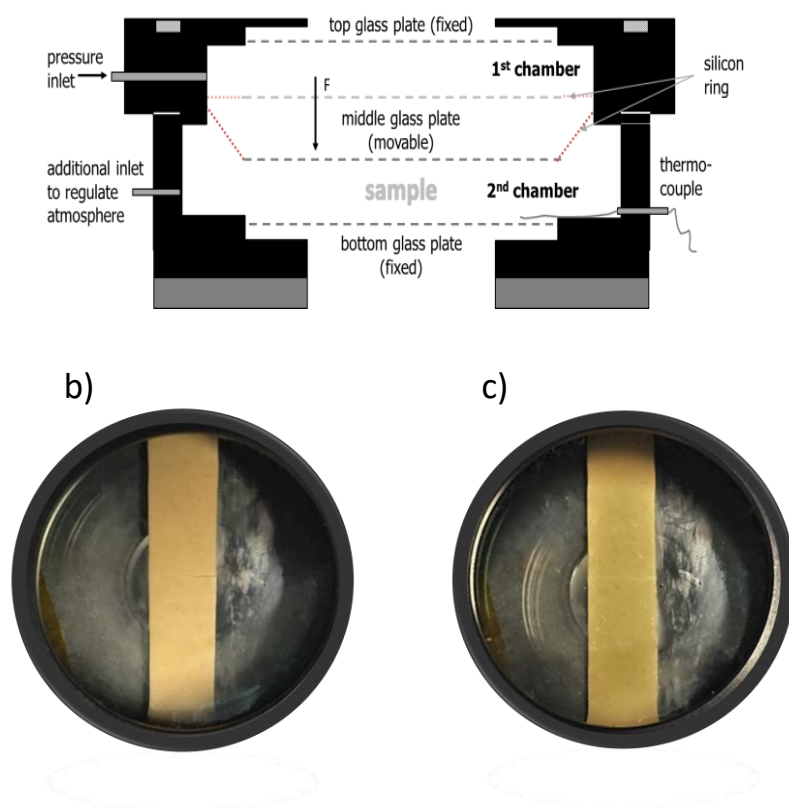 top glass plate (fixed)
pressure
inlet
1st chamber
silicon
ring
F
middle glass plate
(movable)
additional inlet
to regulate
atmosphere
sample
2nd chamber
thermo-
couple
bottom glass plate
(fixed)
b)
c)